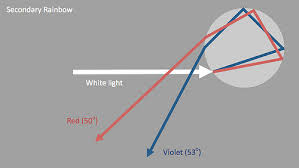 Secondary Rainbow
White light
Red (50°)
Violet (53°)